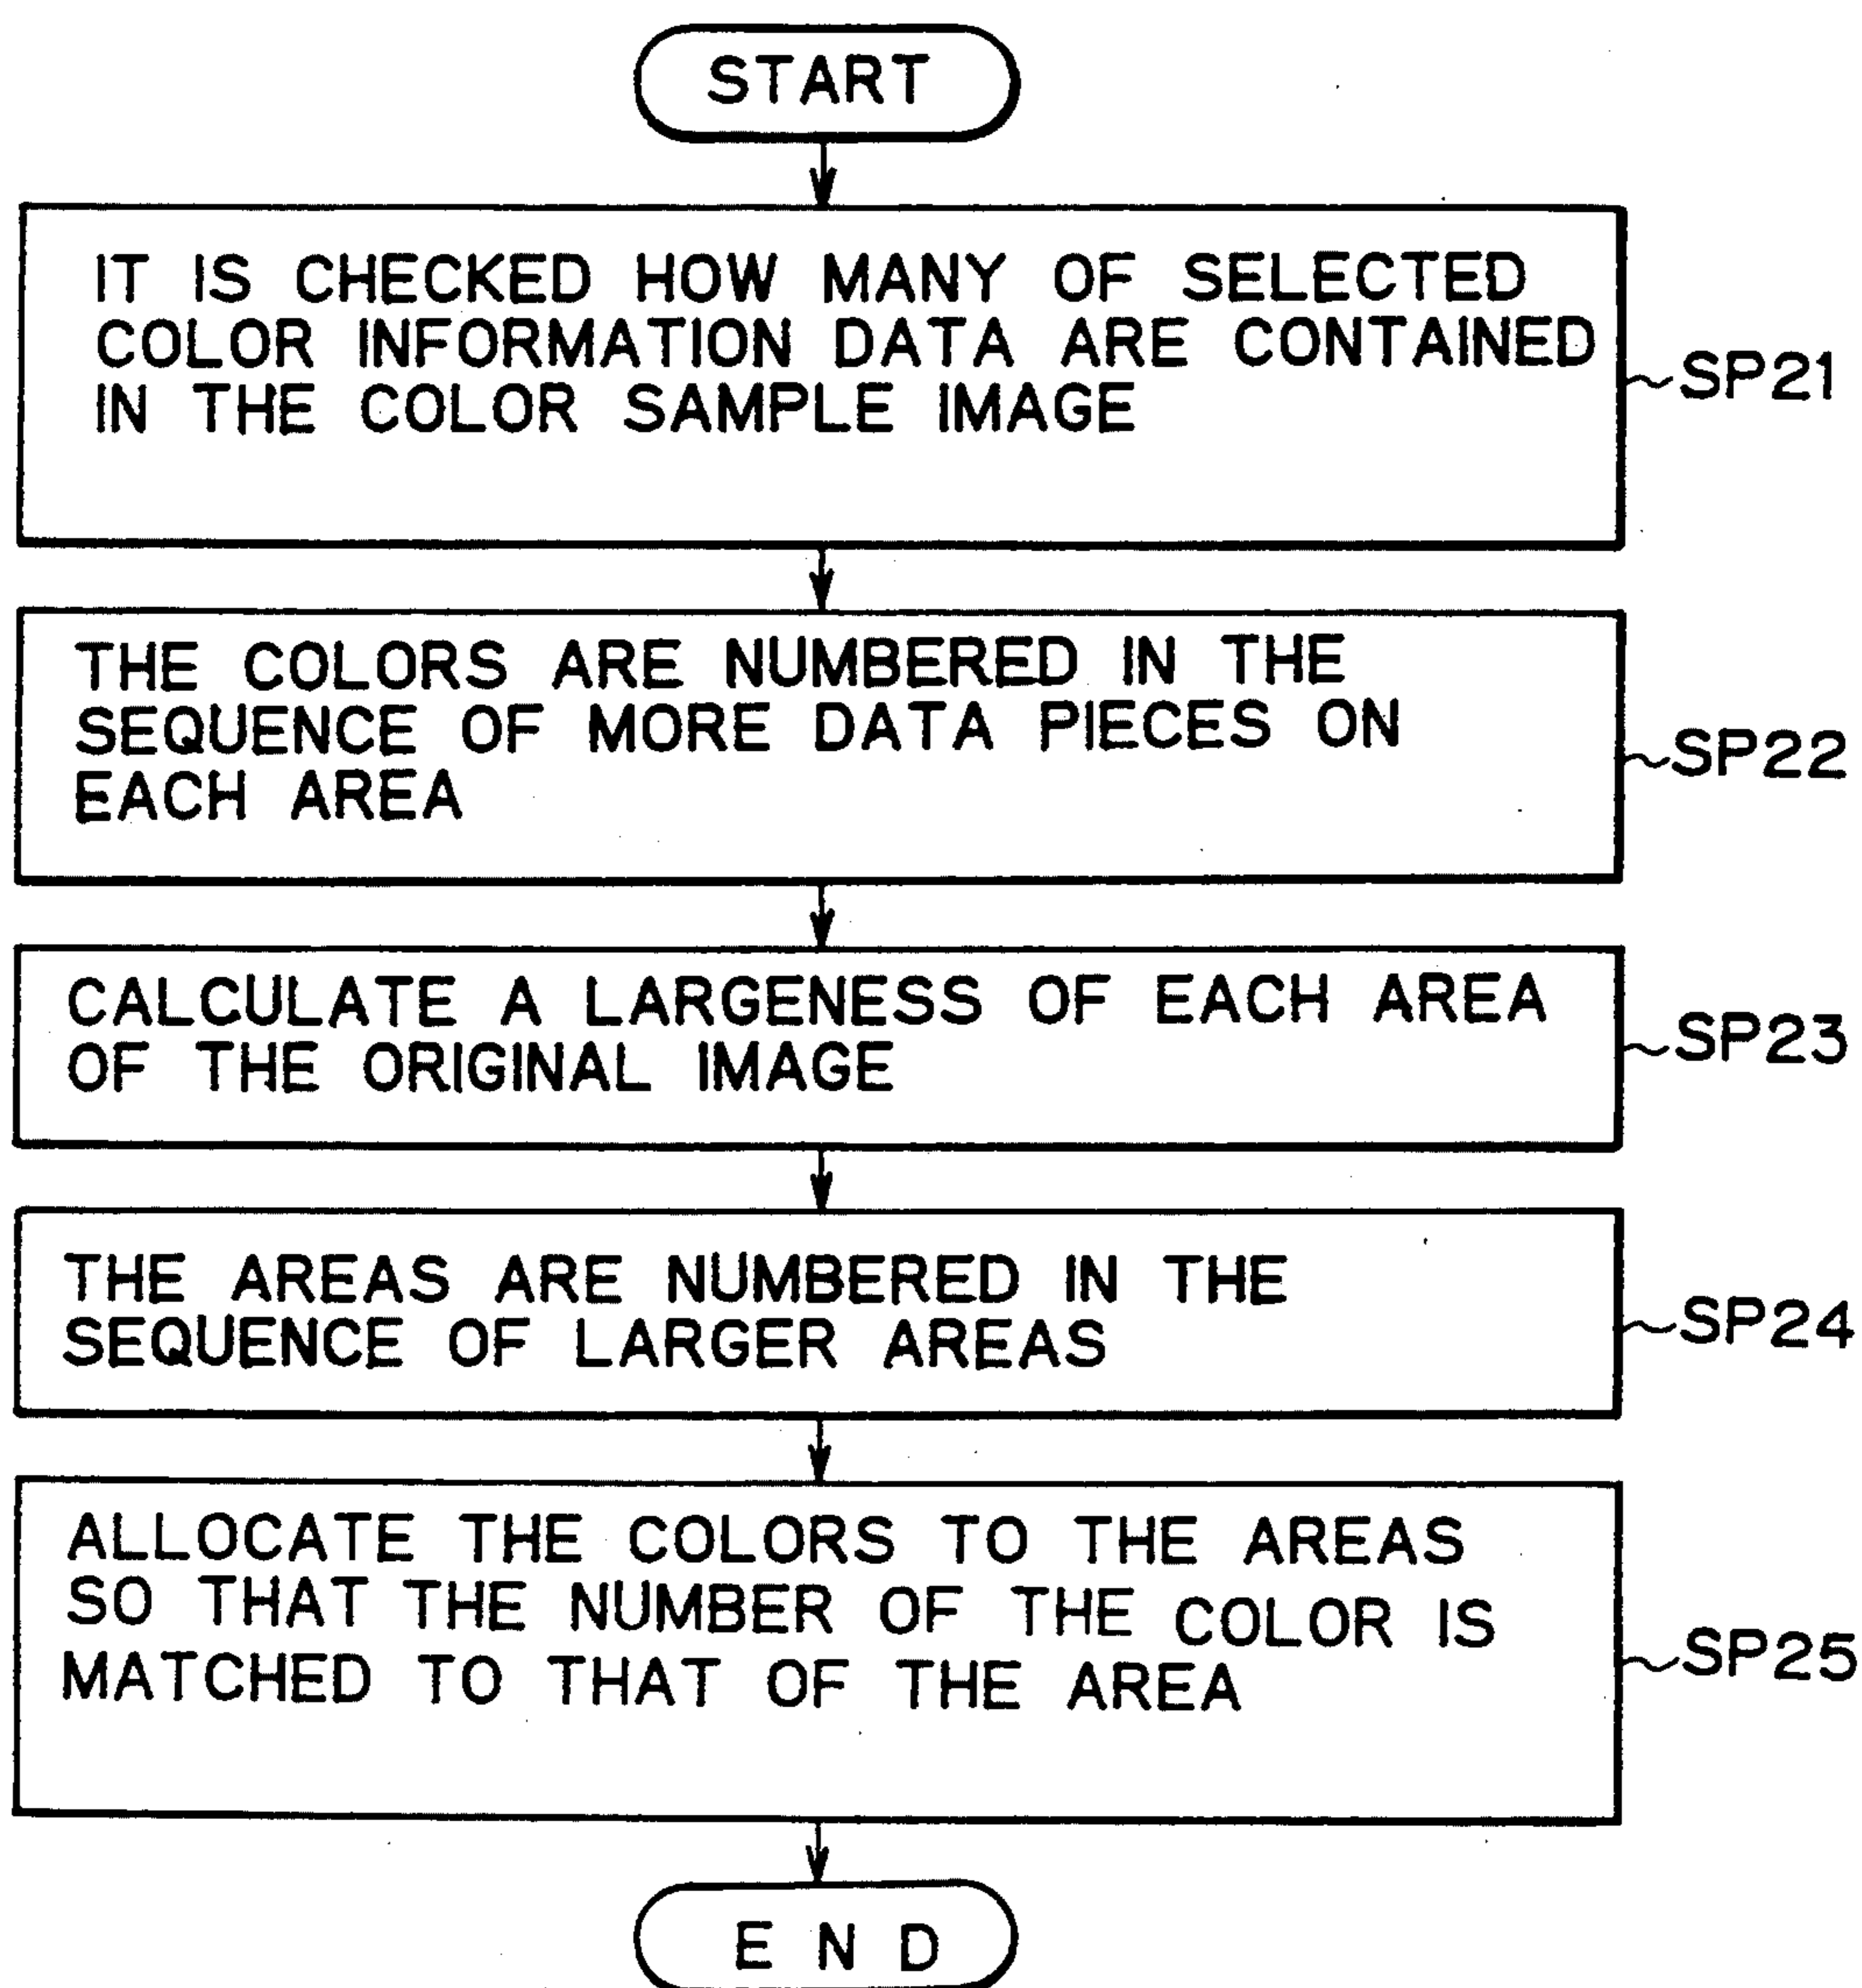 START
IT IS CHECKED HOW MANY OF SELECTED
COLOR INFORMATION DATA ARE CONTAINED
IN THE COLOR SAMPLE IMAGE
SP21
THE COLORS ARE NUMBERED IN THE
SEQUENCE OF MORE DATA PIECES ON
EACH AREA
SP22
CALCULATE A LARGENESS OF EACH AREA
OF THE ORIGINAL IMAGE
SP23
THE AREAS ARE NUMBERED IN THE
SEQUENCE OF LARGER AREAS
SP24
ALLOCATE THE COLORS TO THE AREAS
SO THAT THE NUMBER OF THE COLOR IS
MATCHED TO THAT OF THE AREA
SP25
END